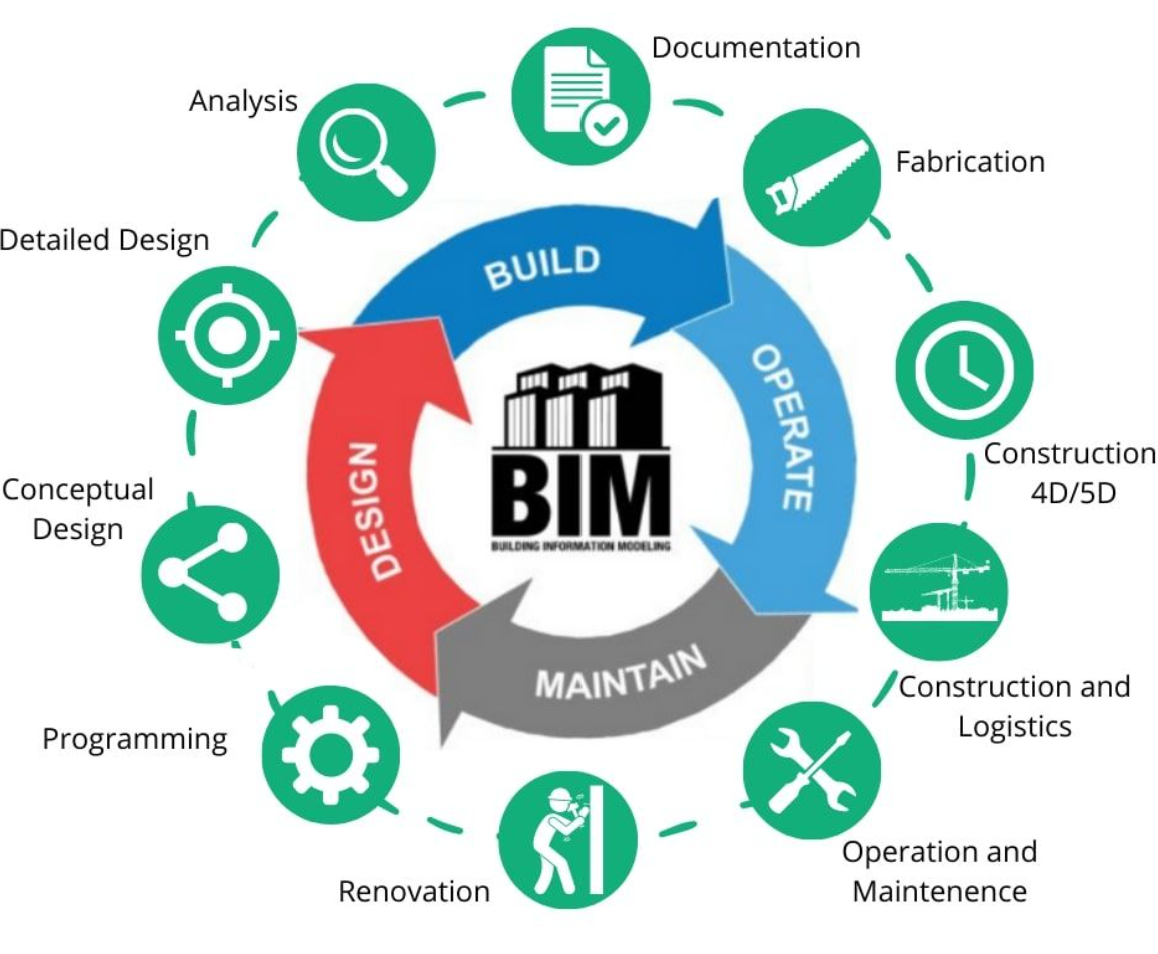 Documentation
Analysis
Fabrication
Detailed Design
BUILD
OPERATE
Construction
4D/5D
Conceptual
Design
DESIGN
BIM
BUILDING INFORMATION MODELING
MAINTAIN
Construction and
Logistics
Programming
Operation and
Maintenence
Renovation